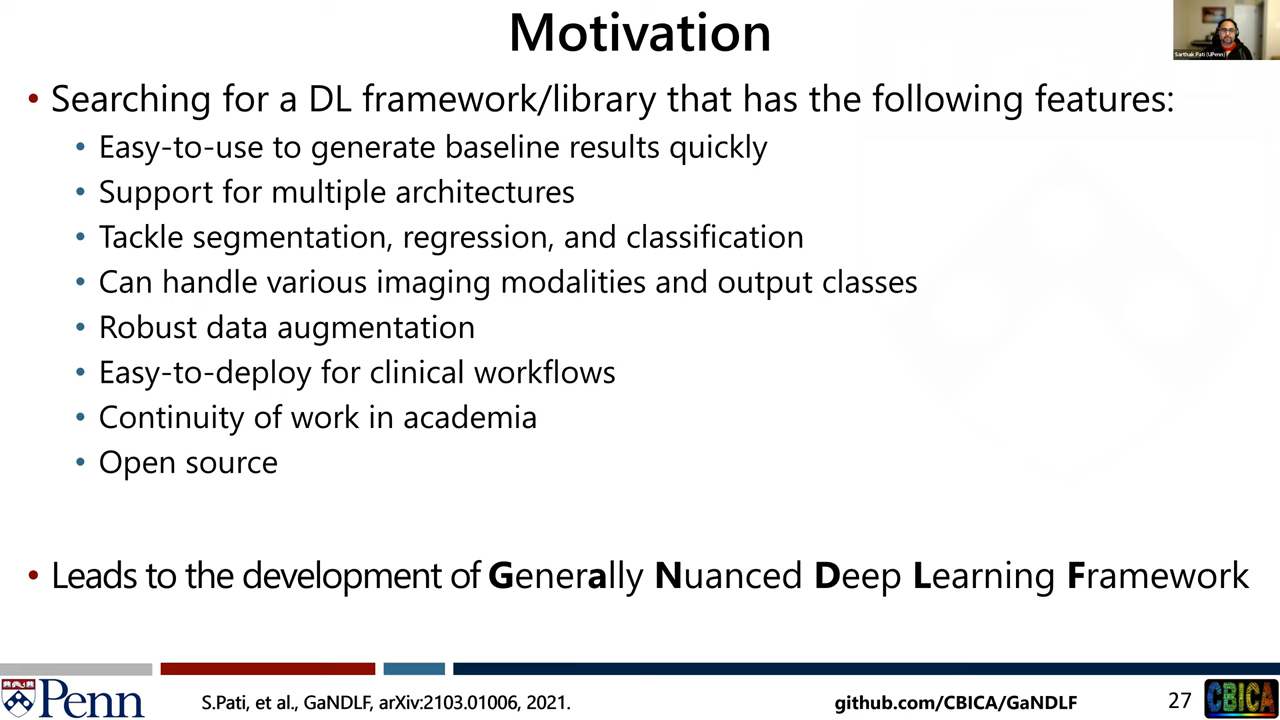 Motivation
Sarthak Pati (UPenn)
• Searching for a DL framework/library that has the following features:
• Easy-to-use to generate baseline results quickly
• Support for multiple architectures
• Tackle segmentation, regression, and classification
• Can handle various imaging modalities and output classes
• Robust data augmentation
• Easy-to-deploy for clinical workflows
• Continuity of work in academia
• Open source
• Leads to the development of Generally Nuanced Deep Learning Framework
Penn
S.Pati, et al., GaNDLF, arXiv:2103.01006, 2021.
github.com/CBICA/GaNDLF
27
CBICA